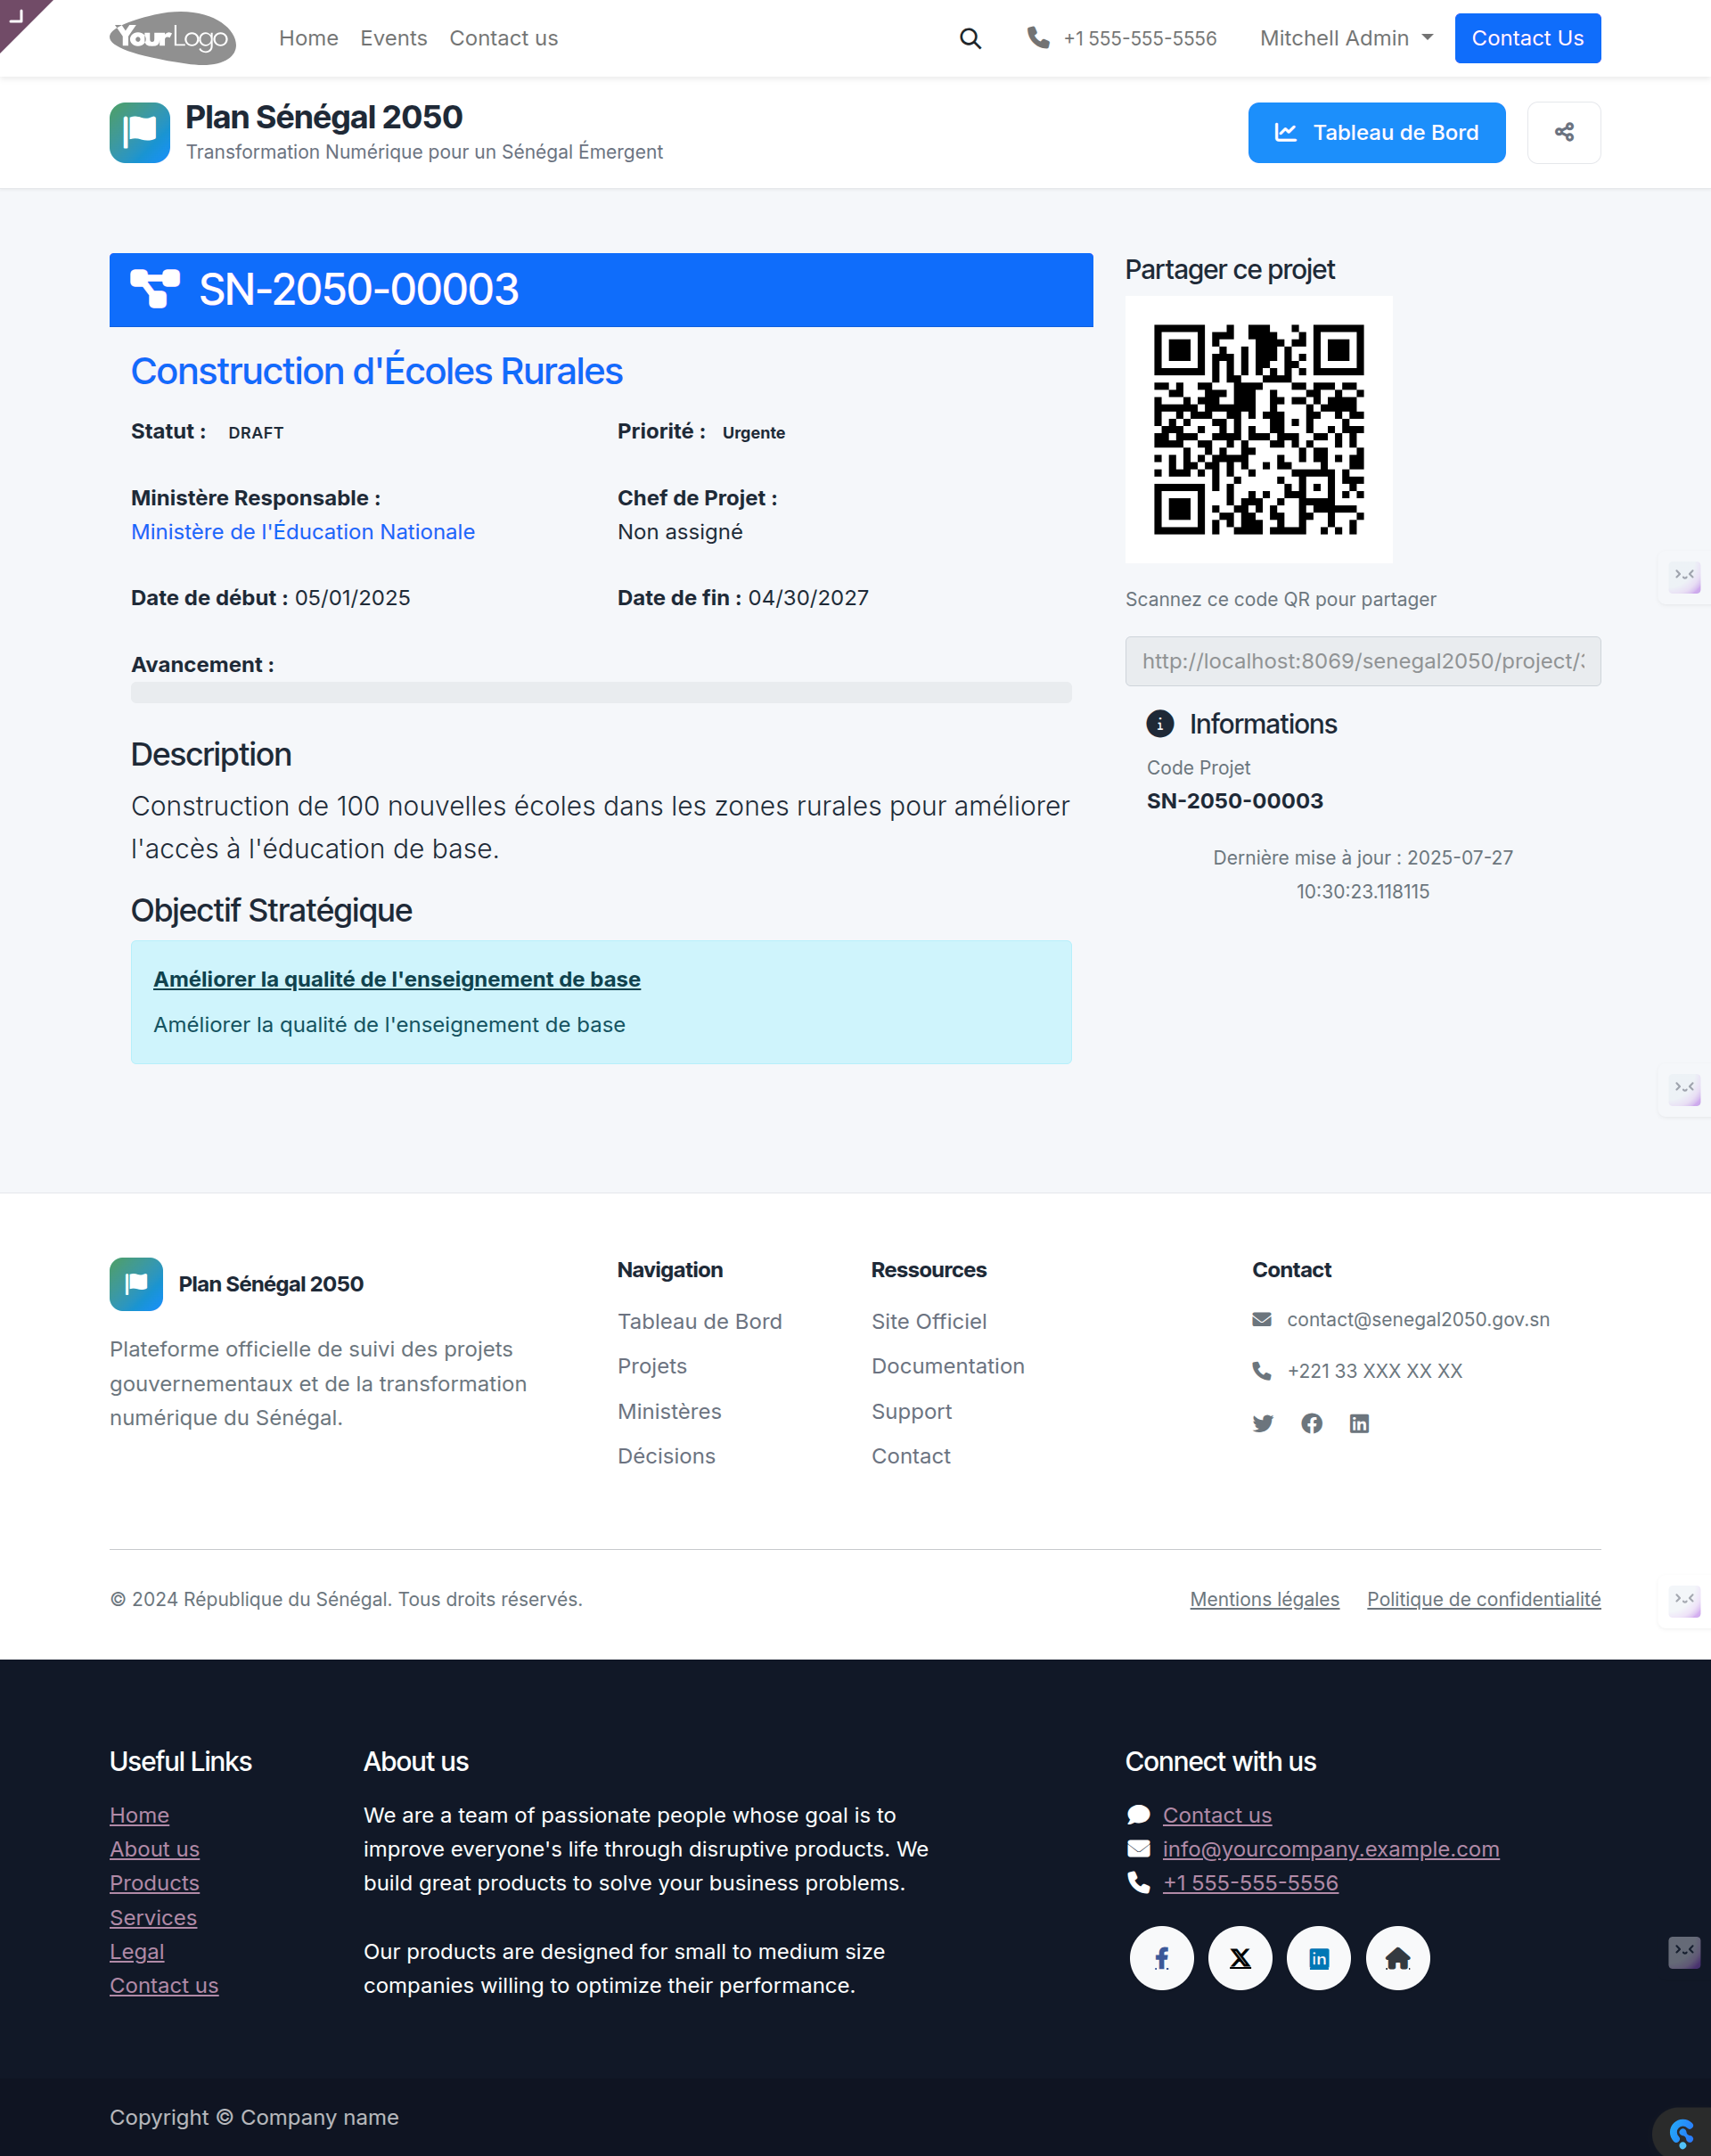 YourLogo
Home
Events
Contact us
+1 555-555-5556
Mitchell Admin
Contact Us
Plan Sénégal 2050
Transformation Numérique pour un Sénégal Émergent
Tableau de Bord
SN-2050-00003
Construction d'Écoles Rurales
Statut : DRAFT
Priorité : Urgente
Ministère Responsable :
Ministère de l'Éducation Nationale
Chef de Projet :
Non assigné
Date de début : 05/01/2025
Date de fin : 04/30/2027
Avancement :
Description
Construction de 100 nouvelles écoles dans les zones rurales pour améliorer
l'accès à l'éducation de base.
Objectif Stratégique
Améliorer la qualité de l'enseignement de base
Améliorer la qualité de l'enseignement de base
Partager ce projet
Scannez ce code QR pour partager
http://localhost:8069/senegal2050/project/
Informations
Code Projet
SN-2050-00003
Dernière mise à jour : 2025-07-27
10:30:23.118115
Plan Sénégal 2050
Plateforme officielle de suivi des projets
gouvernementaux et de la transformation
numérique du Sénégal.
Navigation
Tableau de Bord
Projets
Ministères
Décisions
Ressources
Site Officiel
Documentation
Support
Contact
Contact
contact@senegal2050.gov.sn
+221 33 XXX XX XX
© 2024 République du Sénégal. Tous droits réservés.
Mentions légales
Politique de confidentialité
Useful Links
Home
About us
Products
Services
Legal
Contact us
About us
We are a team of passionate people whose goal is to
improve everyone's life through disruptive products. We
build great products to solve your business problems.
Our products are designed for small to medium size
companies willing to optimize their performance.
Connect with us
Contact us
info@yourcompany.example.com
+1 555-555-5556
Copyright © Company name